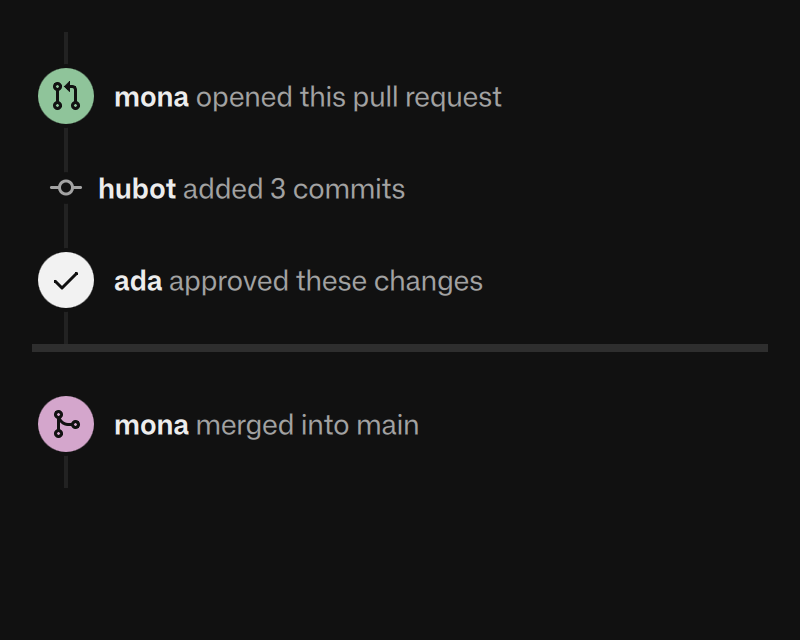 mona opened this pull request
hubot added 3 commits
ada approved these changes
mona merged into main